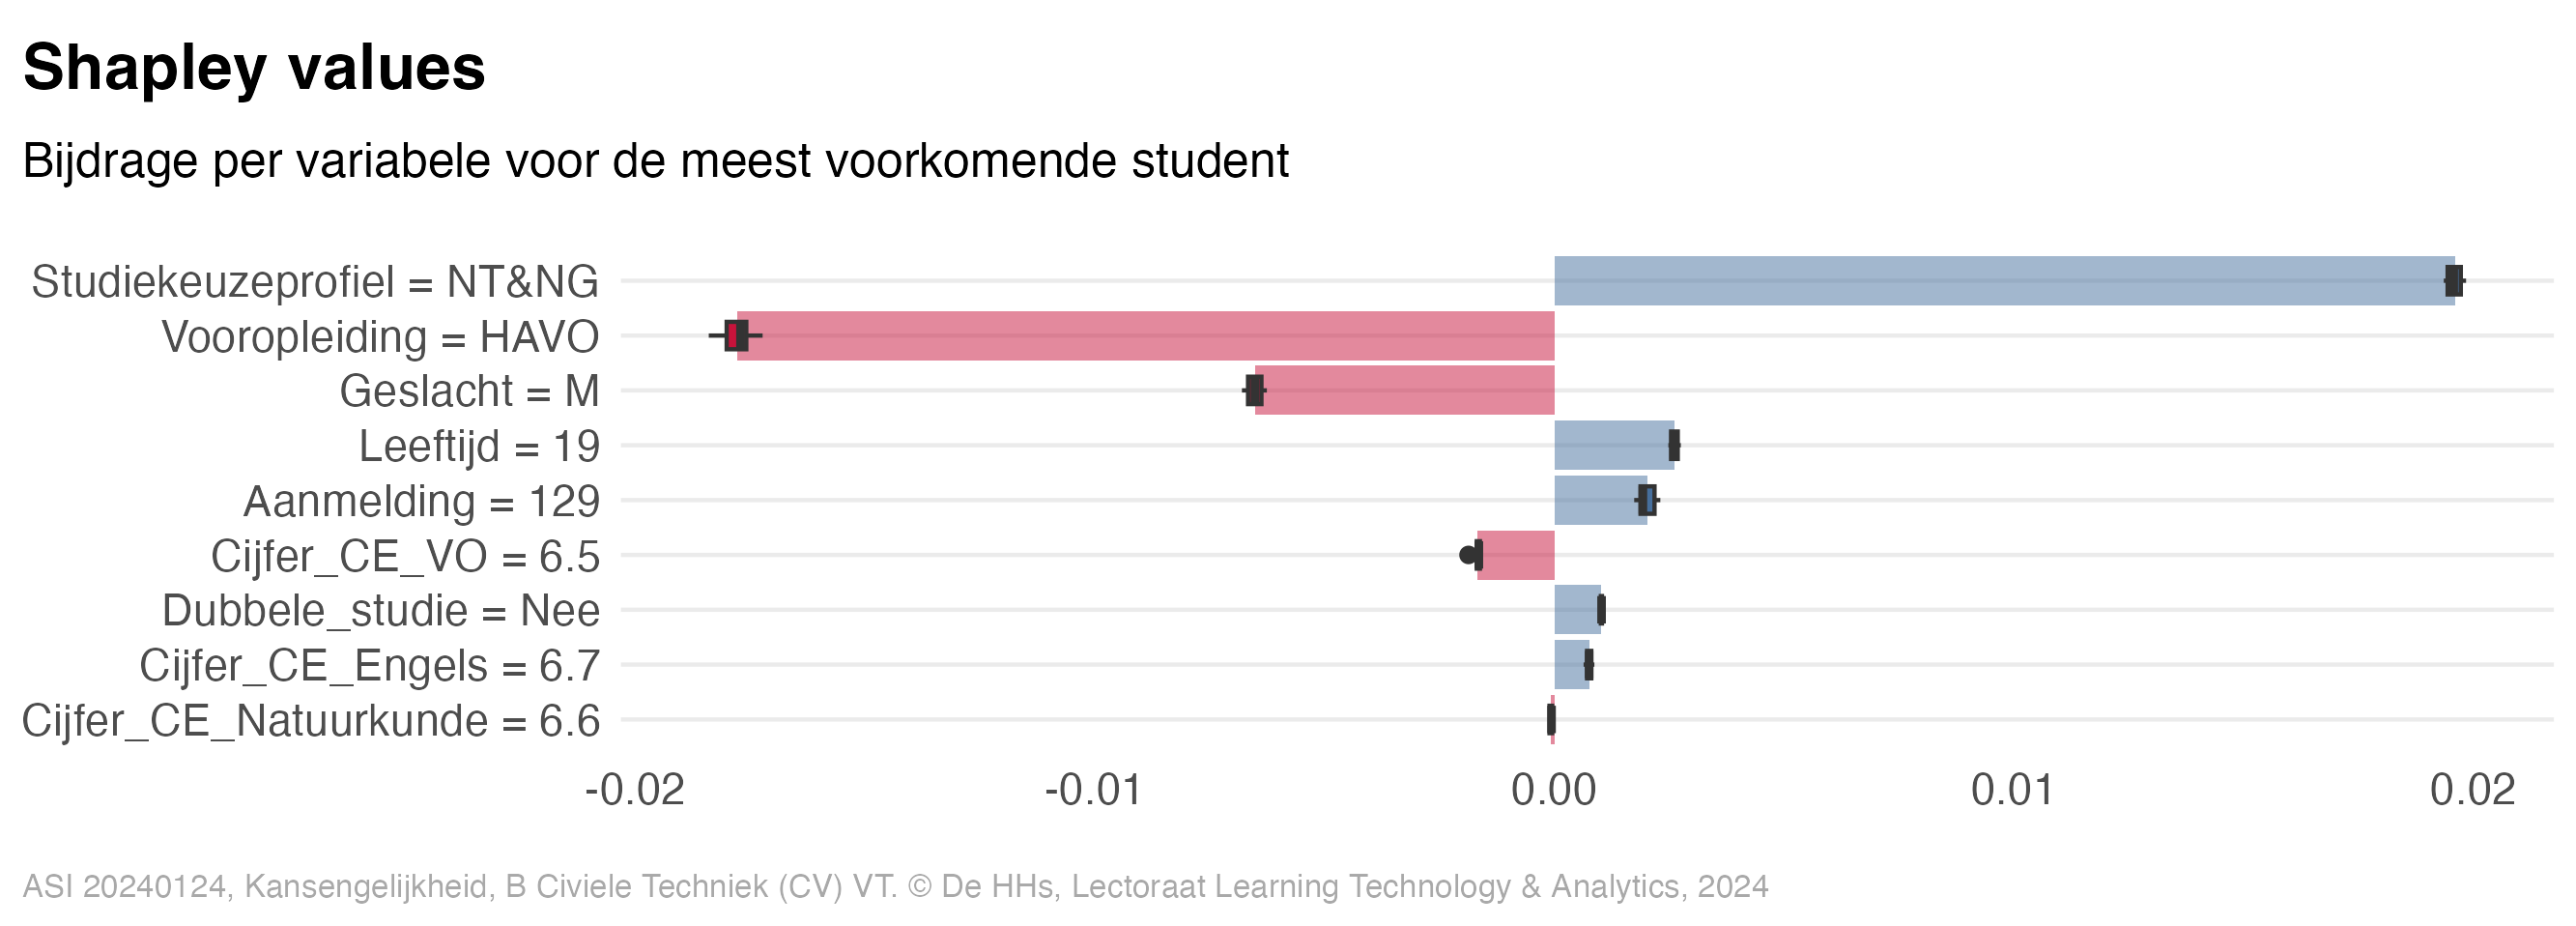 Shapley values
Bijdrage per variabele voor de meest voorkomende student
Studiekeuzeprofiel = NT&NG
Vooropleiding = HAVO
Geslacht = M
Leeftijd = 19
Aanmelding = 129
Cijfer_CE_VO = 6.5
Dubbele_studie = Nee
Cijfer_CE_Engels = 6.7
Cijfer_CE_Natuurkunde = 6.6
-0.02 -0.01 0.00 0.01 0.02
ASI 20240124, Kansengelijkheid, B Civiele Techniek (CV) VT. © De HHs, Lectoraat Learning Technology & Analytics, 2024